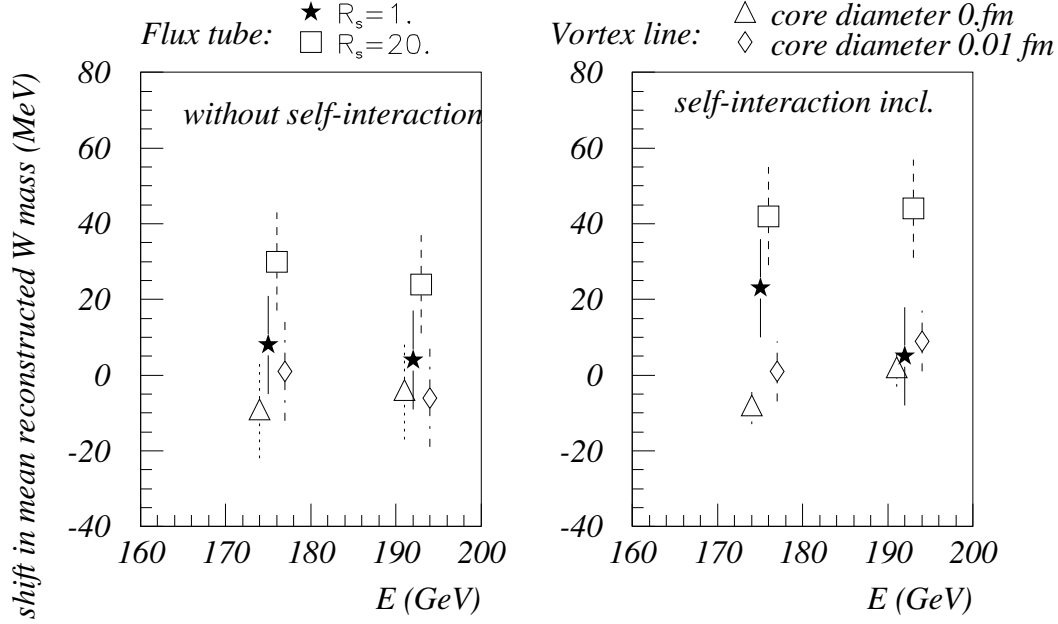 Flux tube:
★ R_s=1.
□ R_s=20.
Vortex line:
△ core diameter 0.fm
◇ core diameter 0.01 fm
shift in mean reconstructed W mass (MeV)
without self-interaction
80
60
40
20
0
-20
-40
160 170 180 190 200
E (GeV)
self-interaction incl.
80
60
40
20
0
-20
-40
160 170 180 190 200
E (GeV)